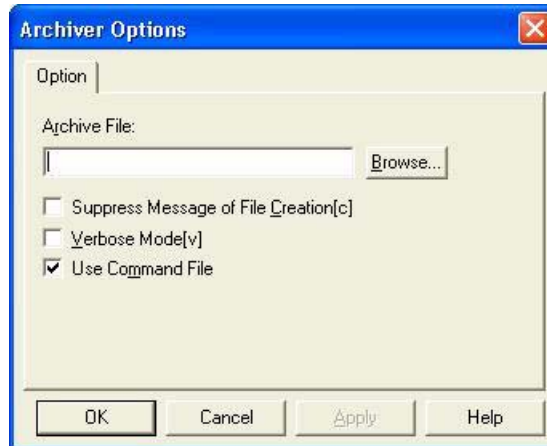 Archiver Options
Option
Archive File:
Browse...
Suppress Message of File Creation[c]
Verbose Mode[v]
Use Command File
OK Cancel Apply Help